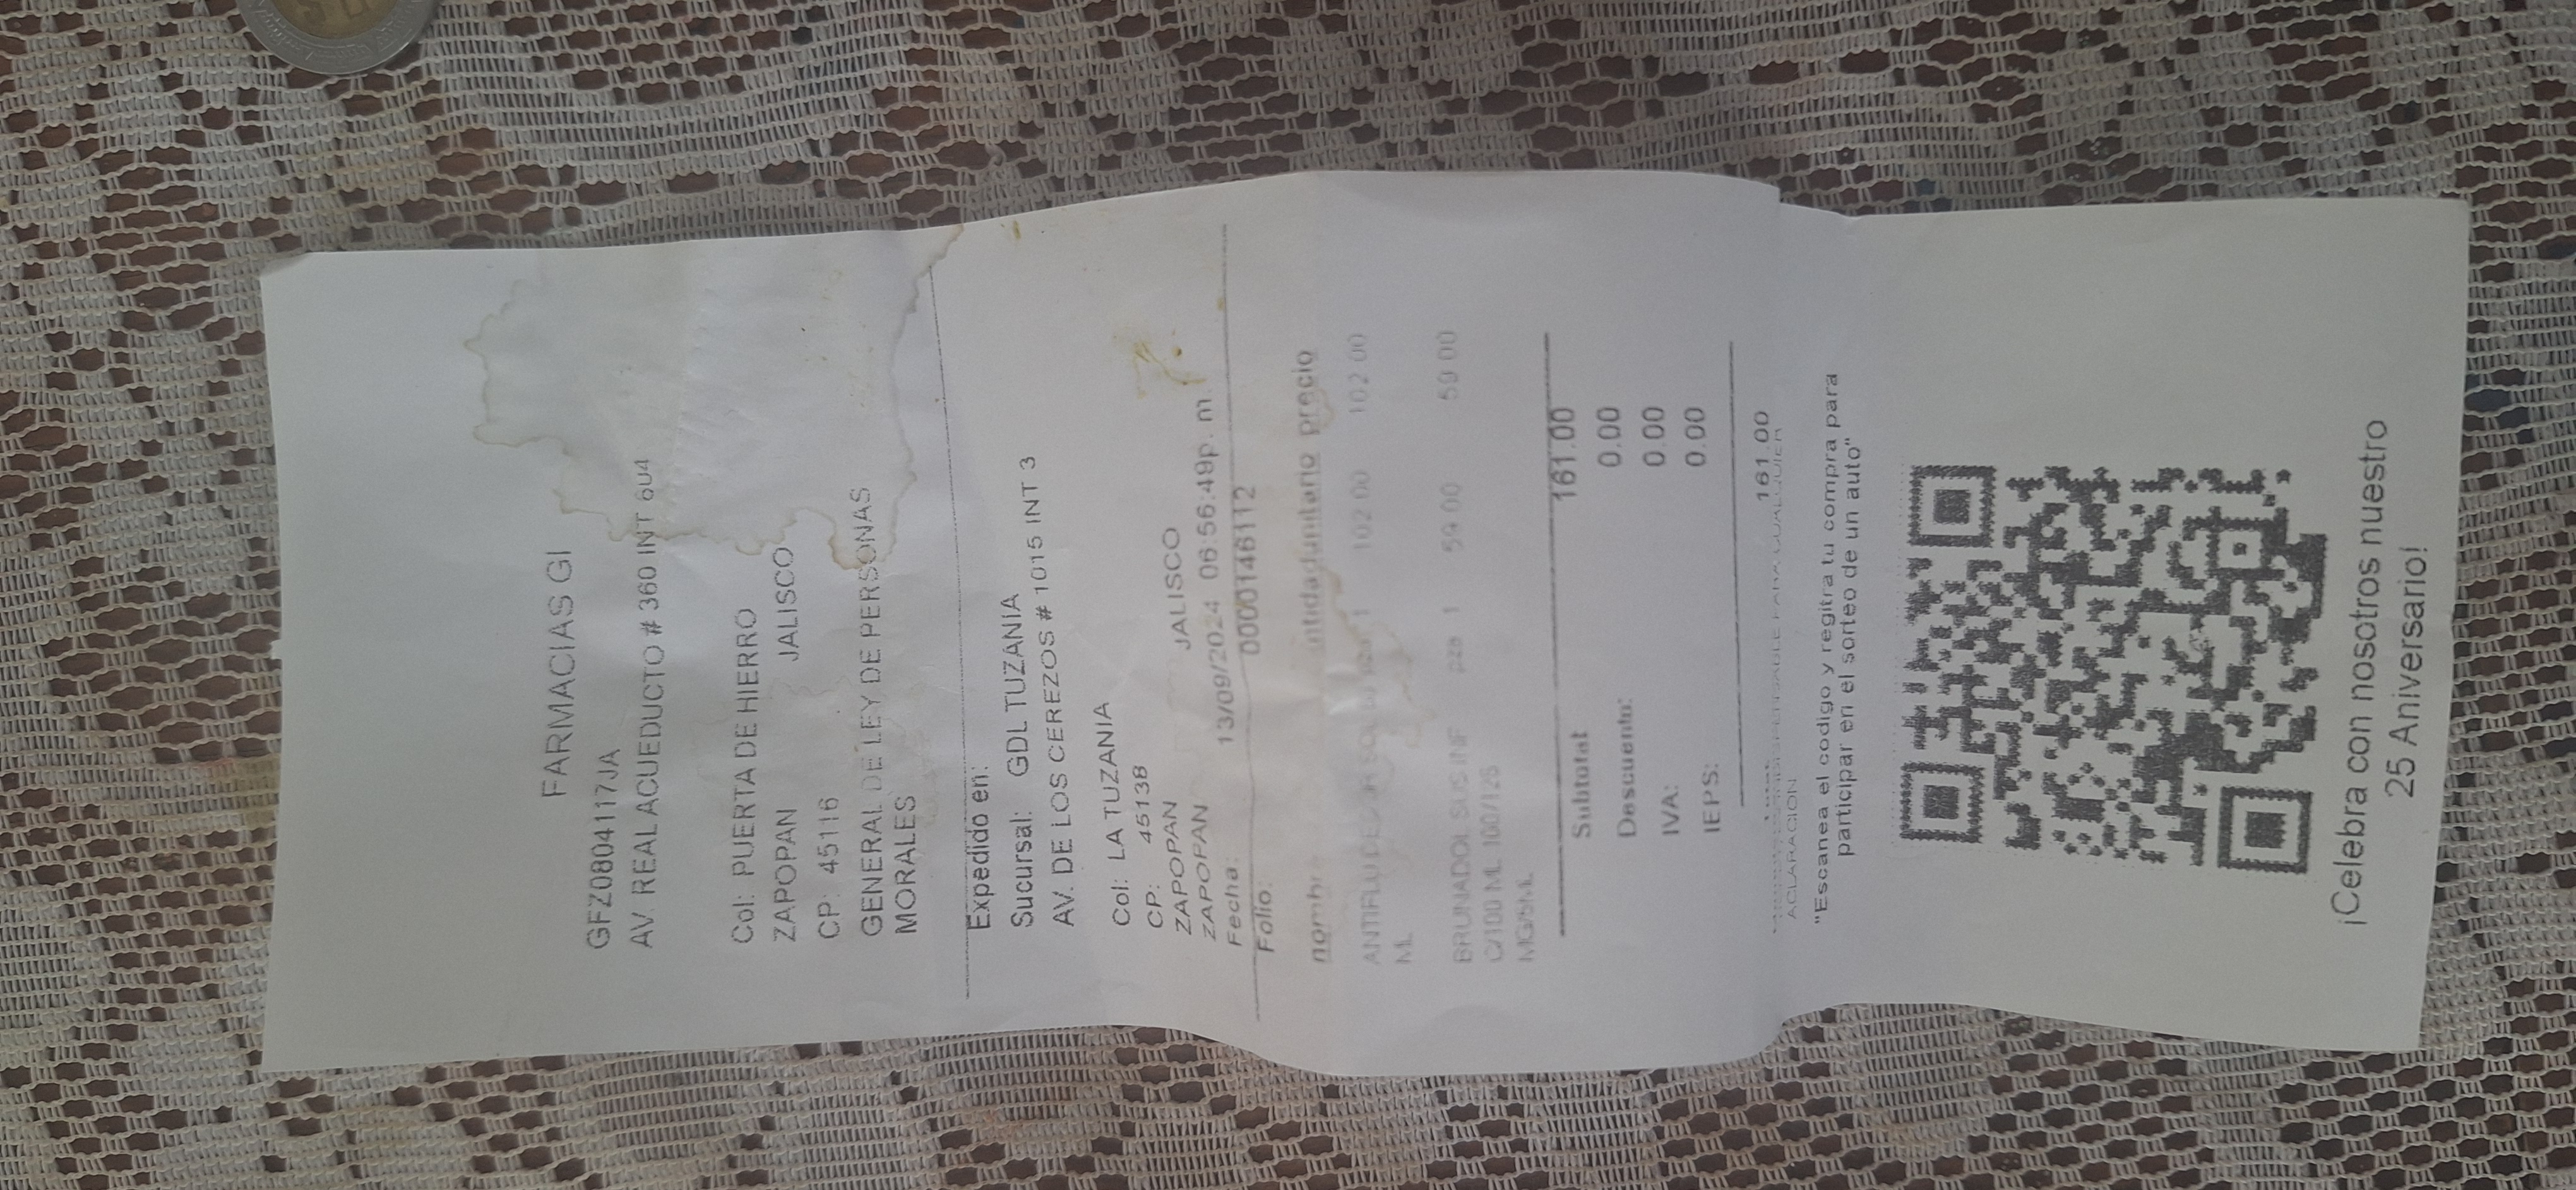 FARMACIAS GI
GFZ0804117JA
AV. REAL ACUEDUCTO # 360 INT 604
Col: PUERTA DE HIERRO
ZAPOPAN JALISCO
CP: 45116
GENERAL DE LEY DE PERSONAS
MORALES
Expedido en:
Sucursal: GDL TUZANIA
AV. DE LOS CEREZOS # 1015 INT 3
Col: LA TUZANIA
CP: 45138
ZAPOPAN JALISCO
ZAPOPAN
Fecha: 13/09/2024 06:56:49p. m.
Folio: 0000146112
nombre antidadunitario precio
ANTIFLUDES 1 102.00 102.00
ML
BRUNADOL SUS INF pza 1 59.00 59.00
C/100 ML 100/125
MG/5ML
Subtotal 161.00
Descuento: 0.00
IVA: 0.00
IEPS: 0.00
161.00
PARA CUALQUIER
ACLARACION
"Escanea el codigo y regitra tu compra para
participar en el sorteo de un auto"
¡Celebra con nosotros nuestro
25 Aniversario!